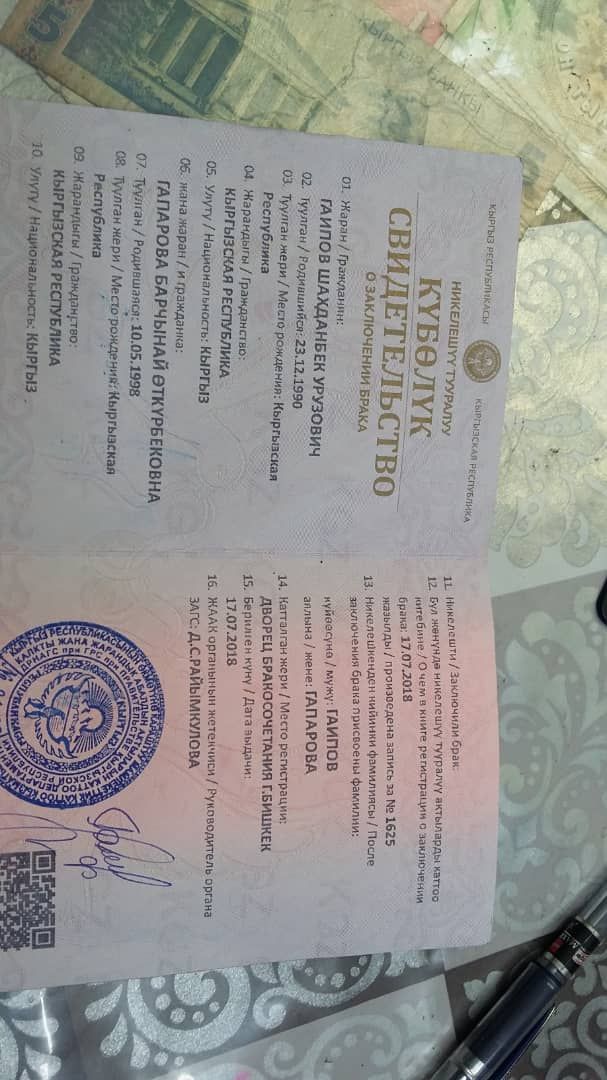 КЫРГЫЗ РЕСПУБЛИКАСЫ
КЫРГЫЗСКАЯ РЕСПУБЛИКА
НИКЕЛЕШҮҮ ТУУРАЛУУ
КҮБӨЛҮК
СВИДЕТЕЛЬСТВО
О ЗАКЛЮЧЕНИИ БРАКА
01. Жаран / Гражданин:
ГАИПОВ ШАХДАНБЕК УРУЗОВИЧ
02. Туулган / Родившийся: 23.12.1990
03. Туулган жери / Место рождения: Кыргызская
Республика
04. Жарандыгы / Гражданство:
КЫРГЫЗСКАЯ РЕСПУБЛИКА
05. Улуту / Национальность: КЫРГЫЗ
06. жана жаран / и гражданка:
ГАПАРОВА БАРЧЫНАЙ ӨТКҮРБЕКОВНА
07. Туулган / Родившаяся: 10.05.1998
08. Туулган жери / Место рождения: Кыргызская
Республика
09. Жарандыгы / Гражданство:
КЫРГЫЗСКАЯ РЕСПУБЛИКА
10. Улуту / Национальность: КЫРГЫЗ
11. Никелешти / Заключили брак:
12. Бул жөнүндө никелешүү тууралуу актыларды каттоо
китебине / О чем в книге регистрации о заключении
брака: 17.07.2018
жазылды / произведена запись за № 1625
13. Никелешкенден кийинки фамилиясы / После
заключения брака присвоены фамилии:
күйөөсүнө / мужу: ГАИПОВ
аялына / жене: ГАПАРОВА
14. Катталган жери / Место регистрации:
ДВОРЕЦ БРАКОСОЧЕТАНИЯ Г.БИШКЕК
15. Берилген күнү / Дата выдачи:
17.07.2018
16. ЖААК органынын жетекчиси / Руководитель органа
ЗАГС: Д.С.РАЙЫМКУЛОВА
КЫРГЫЗ БАНКЫ
5